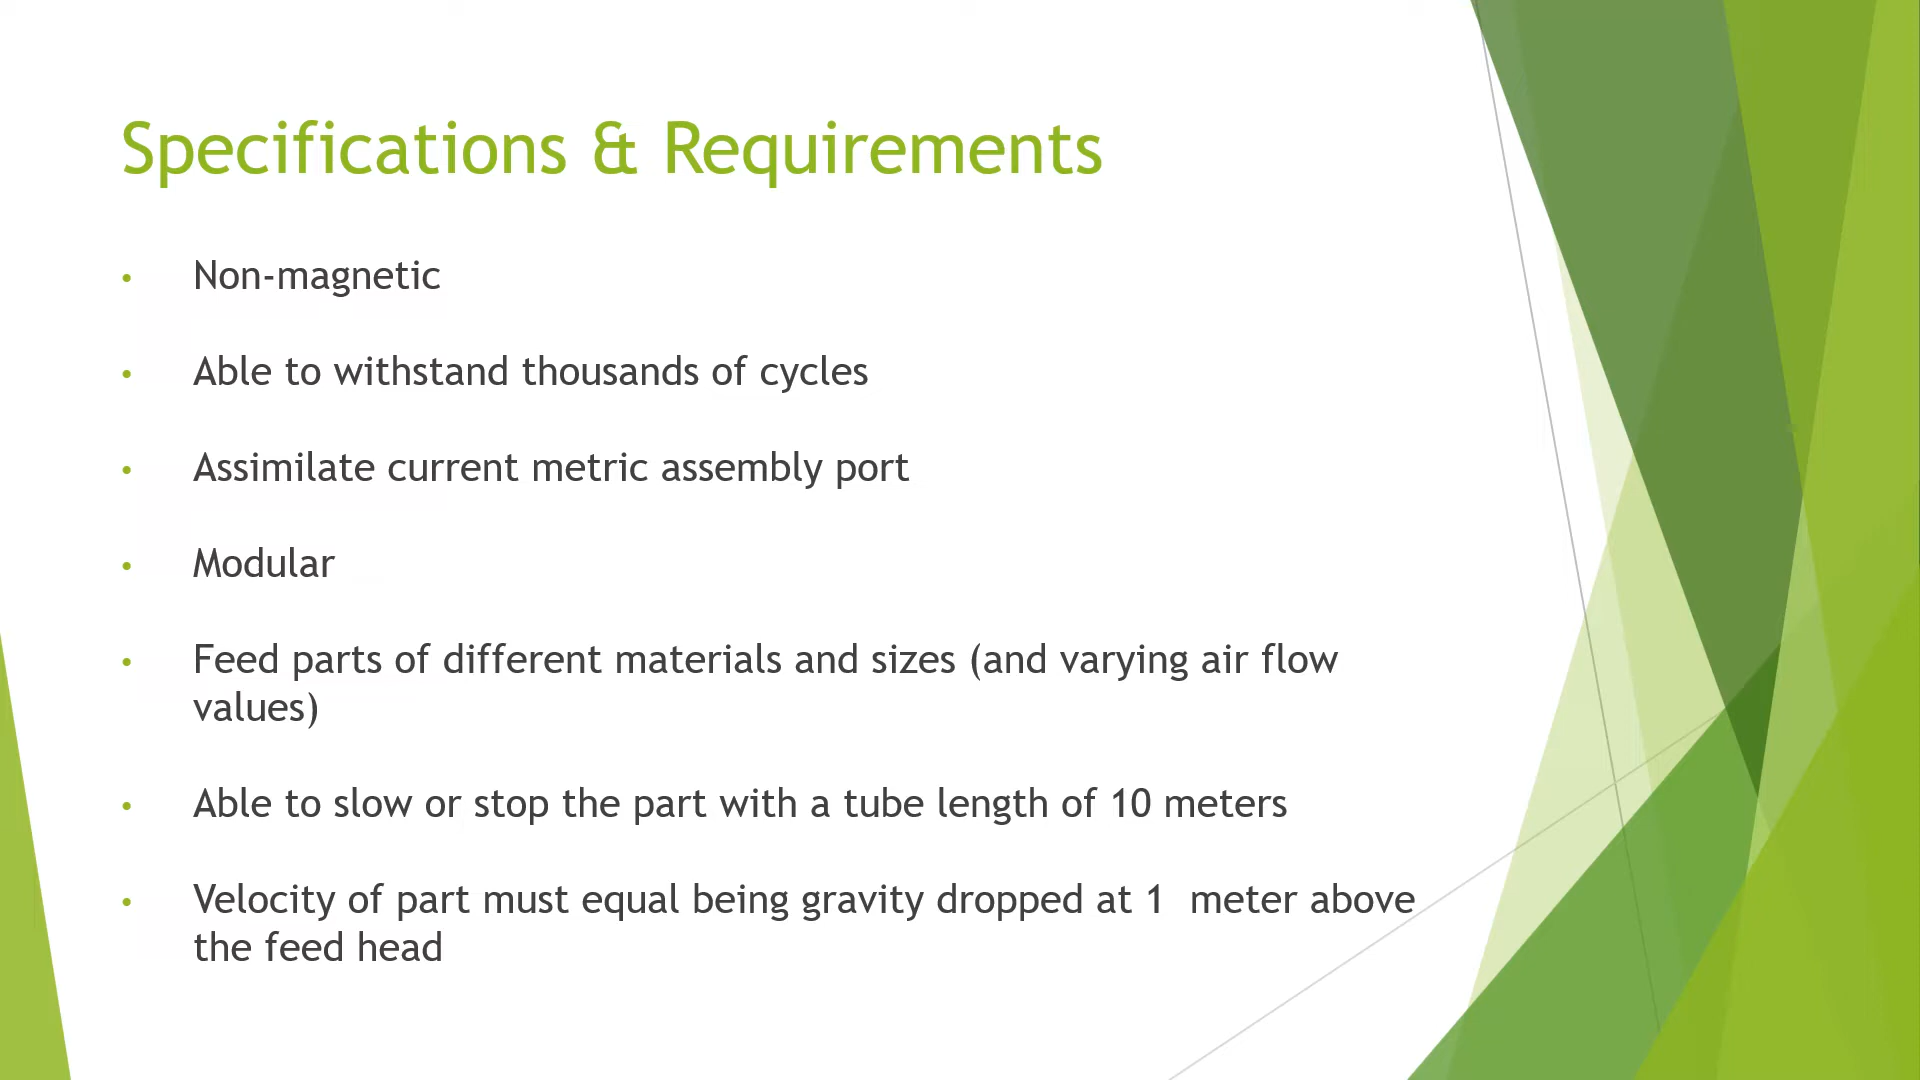 Specifications & Requirements
• Non-magnetic
• Able to withstand thousands of cycles
• Assimilate current metric assembly port
• Modular
• Feed parts of different materials and sizes (and varying air flow
values)
• Able to slow or stop the part with a tube length of 10 meters
• Velocity of part must equal being gravity dropped at 1  meter above
the feed head